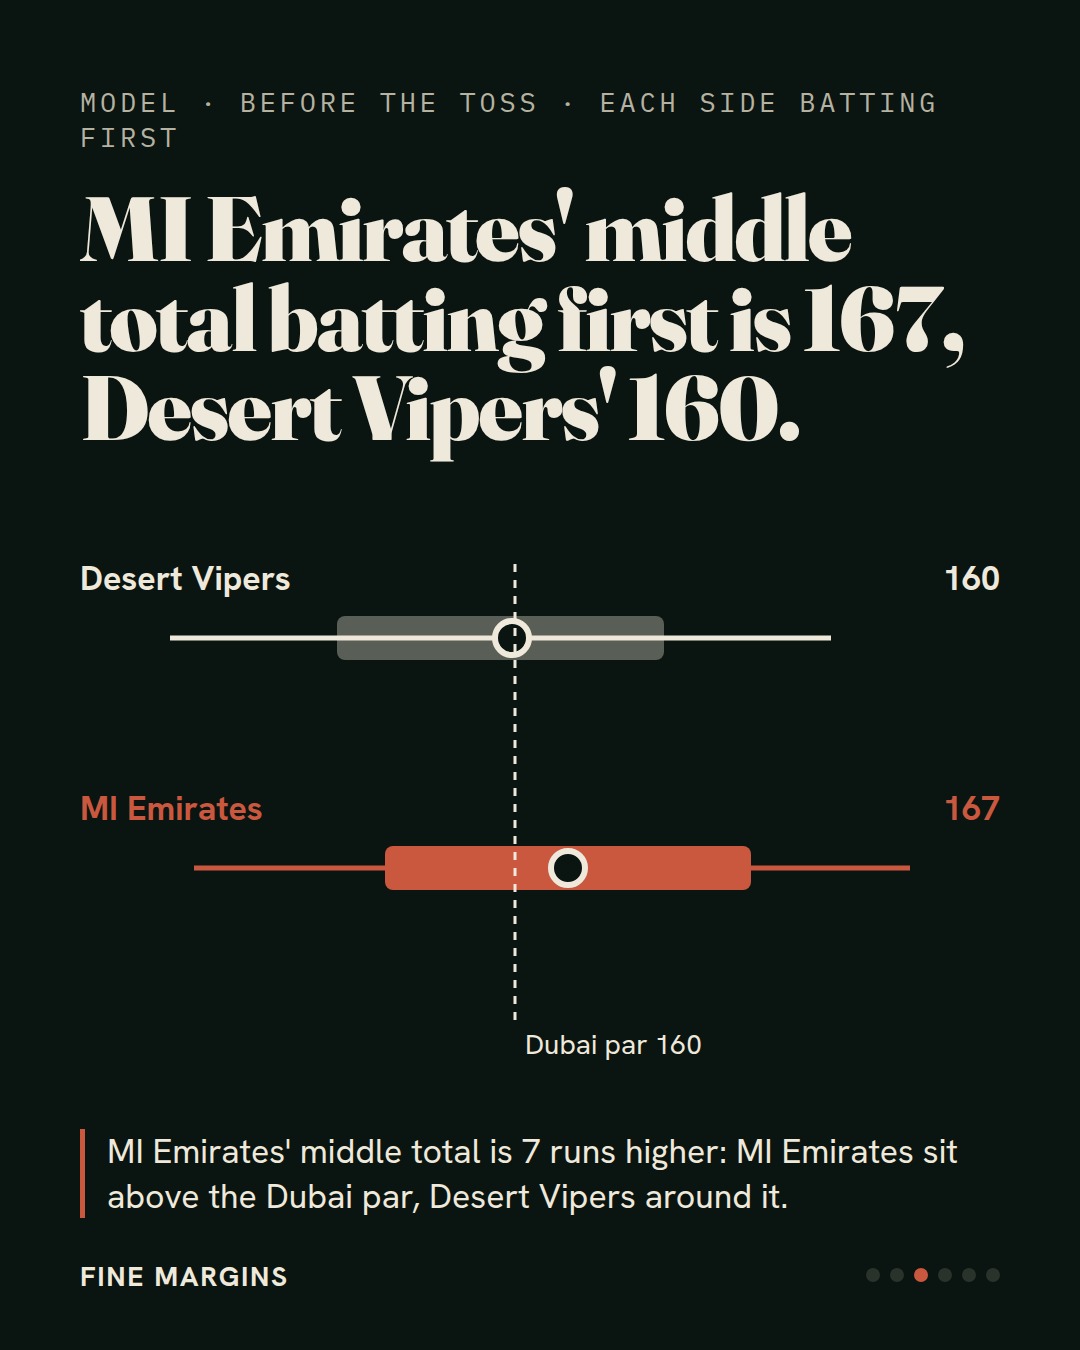 MODEL · BEFORE THE TOSS · EACH SIDE BATTING
FIRST
MI Emirates' middle
total batting first is 167,
Desert Vipers' 160.
Desert Vipers 160
MI Emirates 167
Dubai par 160
MI Emirates' middle total is 7 runs higher: MI Emirates sit
above the Dubai par, Desert Vipers around it.
FINE MARGINS